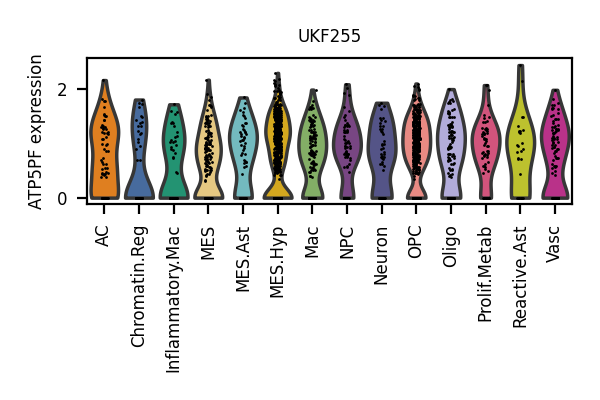 UKF255
ATP5PF expression
2
0
AC
Chromatin.Reg
Inflammatory.Mac
MES
MES.Ast
MES.Hyp
Mac
NPC
Neuron
OPC
Oligo
Prolif.Metab
Reactive.Ast
Vasc